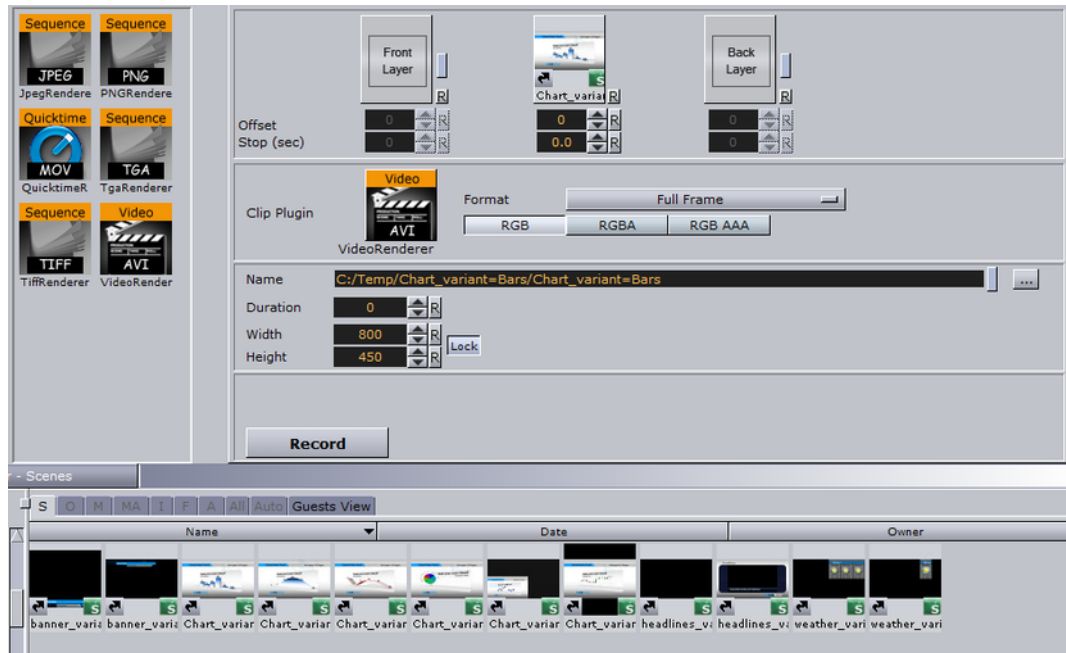 Sequence Sequence
JPEG PNG
JpegRendere PNGRendere
Quicktime Sequence
MOV TGA
QuicktimeR TgaRenderer
Sequence Video
TIFF AVI
TiffRenderer VideoRender
Front Layer
R
S
Chart_varia R
Back Layer
R
Offset 0 R 0 R 0 R
Stop (sec) 0 R 0.0 R 0 R
Clip Plugin
Video
AVI
VideoRenderer
Format Full Frame
RGB RGBA RGB AAA
Name C:/Temp/Chart_variant=Bars/Chart_variant=Bars ...
Duration 0 R
Width 800 R
Lock
Height 450 R
Record
r - Scenes
S O M MA I F A All Auto Guests View
Name Date Owner
S S S S S S S S S S S S
banner_varia banner_varia Chart_variar Chart_variar Chart_variar Chart_variar Chart_variar Chart_variar headlines_va headlines_va weather_vari weather_vari